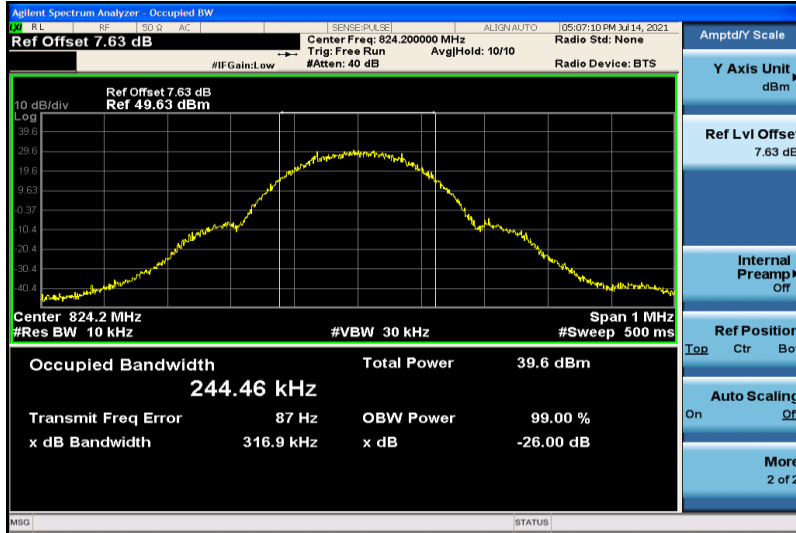 Agilent Spectrum Analyzer - Occupied BW
LXI RL RF 50 Ω AC SENSE:PULSE ALIGN AUTO 05:07:10 PM Jul 14, 2021
Ref Offset 7.63 dB
Center Freq: 824.200000 MHz
Radio Std: None
Trig: Free Run Avg|Hold: 10/10
#IFGain:Low #Atten: 40 dB Radio Device: BTS
Ref Offset 7.63 dB
10 dB/div Ref 49.63 dBm
Log
39.6
29.6
19.6
9.63
-0.37
-10.4
-20.4
-30.4
-40.4
Center 824.2 MHz Span 1 MHz
#Res BW 10 kHz #VBW 30 kHz #Sweep 500 ms
Occupied Bandwidth Total Power 39.6 dBm
244.46 kHz
Transmit Freq Error 87 Hz OBW Power 99.00 %
x dB Bandwidth 316.9 kHz x dB -26.00 dB
MSG STATUS
Amptd/Y Scale
Y Axis Unit
dBm
Ref Lvl Offset
7.63 dB
Internal
Preamp
Off
Ref Position
Top Ctr Bot
Auto Scaling
On Off
More
2 of 2